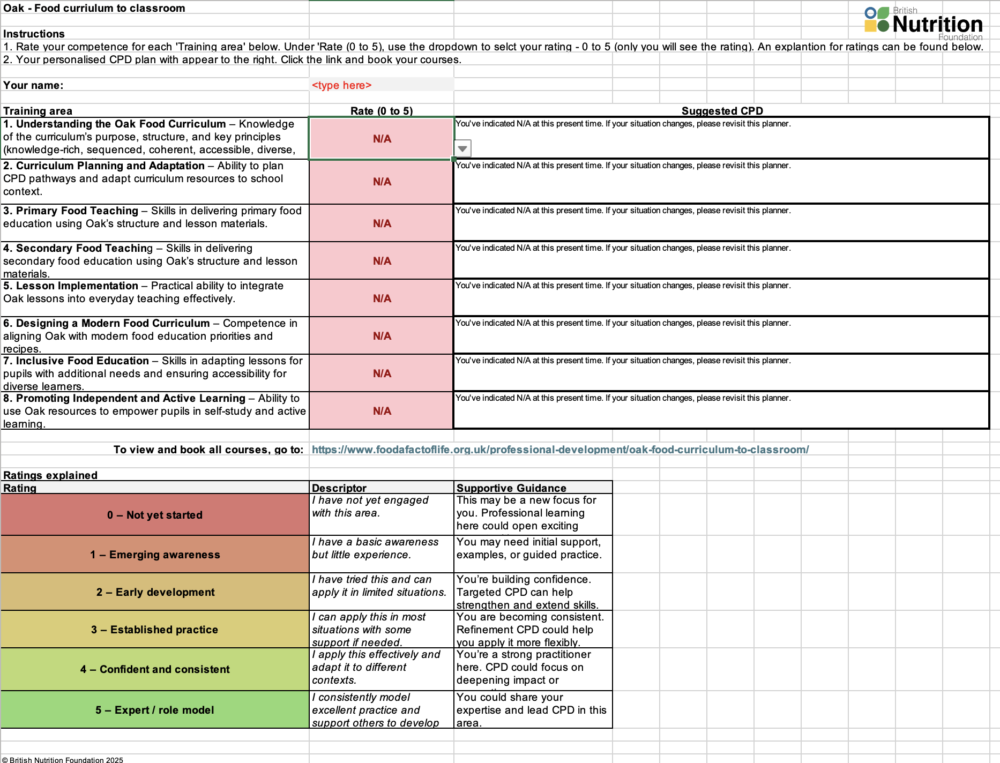 Oak - Food curriulum to classroom
British
Nutrition
Foundation
Instructions
1. Rate your competence for each 'Training area' below. Under 'Rate (0 to 5), use the dropdown to selct your rating - 0 to 5 (only you will see the rating). An explantion for ratings can be found below.
2. Your personalised CPD plan with appear to the right. Click the link and book your courses.
Your name:
<type here>
Training area
Rate (0 to 5)
Suggested CPD
1. Understanding the Oak Food Curriculum – Knowledge
of the curriculum's purpose, structure, and key principles
(knowledge-rich, sequenced, coherent, accessible, diverse,
N/A
You've indicated N/A at this present time. If your situation changes, please revisit this planner.
2. Curriculum Planning and Adaptation – Ability to plan
CPD pathways and adapt curriculum resources to school
context.
N/A
You've indicated N/A at this present time. If your situation changes, please revisit this planner.
3. Primary Food Teaching – Skills in delivering primary food
education using Oak’s structure and lesson materials.
N/A
You've indicated N/A at this present time. If your situation changes, please revisit this planner.
4. Secondary Food Teaching – Skills in delivering
secondary food education using Oak’s structure and lesson
materials.
N/A
You've indicated N/A at this present time. If your situation changes, please revisit this planner.
5. Lesson Implementation – Practical ability to integrate
Oak lessons into everyday teaching effectively.
N/A
You've indicated N/A at this present time. If your situation changes, please revisit this planner.
6. Designing a Modern Food Curriculum – Competence in
aligning Oak with modern food education priorities and
recipes.
N/A
You've indicated N/A at this present time. If your situation changes, please revisit this planner.
7. Inclusive Food Education – Skills in adapting lessons for
pupils with additional needs and ensuring accessibility for
diverse learners.
N/A
You've indicated N/A at this present time. If your situation changes, please revisit this planner.
8. Promoting Independent and Active Learning – Ability to
use Oak resources to empower pupils in self-study and active
learning.
N/A
You've indicated N/A at this present time. If your situation changes, please revisit this planner.
To view and book all courses, go to:
https://www.foodafactoflife.org.uk/professional-development/oak-food-curriculum-to-classroom/
Ratings explained
Rating
Descriptor
Supportive Guidance
0 – Not yet started
I have not yet engaged
with this area.
This may be a new focus for
you. Professional learning
here could open exciting
1 – Emerging awareness
I have a basic awareness
but little experience.
You may need initial support,
examples, or guided practice.
2 – Early development
I have tried this and can
apply it in limited situations.
You’re building confidence.
Targeted CPD can help
strengthen and extend skills.
3 – Established practice
I can apply this in most
situations with some
support if needed.
You are becoming consistent.
Refinement CPD could help
you apply it more flexibly.
4 – Confident and consistent
I apply this effectively and
adapt it to different
contexts.
You’re a strong practitioner
here. CPD could focus on
deepening impact or
5 – Expert / role model
I consistently model
excellent practice and
support others to develop
You could share your
expertise and lead CPD in this
area.
© British Nutrition Foundation 2025